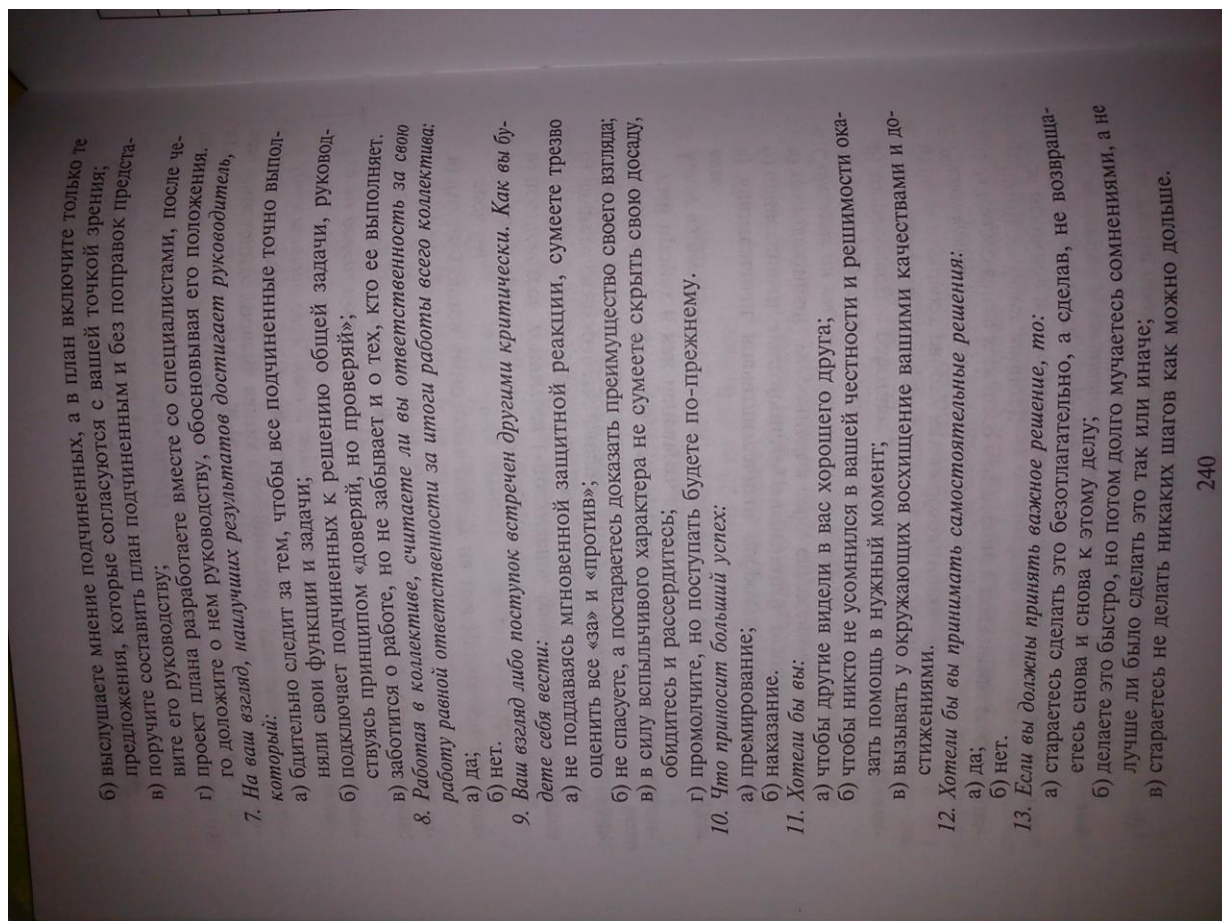 б) выслушаете мнение подчиненных, а в план включите только те
предложения, которые согласуются с вашей точкой зрения;
в) поручите составить план подчиненным и без поправок предста-
вите его руководству;
г) проект плана разработаете вместе со специалистами, после че-
го доложите о нем руководству, обосновывая его положения.
7. На ваш взгляд, наилучших результатов достигает руководитель,
который:
а) бдительно следит за тем, чтобы все подчиненные точно выпол-
няли свои функции и задачи;
б) подключает подчиненных к решению общей задачи, руковод-
ствуясь принципом «доверяй, но проверяй»;
в) заботится о работе, но не забывает и о тех, кто ее выполняет.
8. Работая в коллективе, считаете ли вы ответственность за свою
работу равной ответственности за итоги работы всего коллектива:
а) да;
б) нет.
9. Ваш взгляд либо поступок встречен другими критически. Как вы бу-
дете себя вести:
а) не поддаваясь мгновенной защитной реакции, сумеете трезво
оценить все «за» и «против»;
б) не спасуете, а постараетесь доказать преимущество своего взгляда;
в) в силу вспыльчивого характера не сумеете скрыть свою досаду,
обидитесь и рассердитесь;
г) промолчите, но поступать будете по-прежнему.
10. Что приносит больший успех:
а) премирование;
б) наказание.
11. Хотели бы вы:
а) чтобы другие видели в вас хорошего друга;
б) чтобы никто не усомнился в вашей честности и решимости ока-
зать помощь в нужный момент;
в) вызывать у окружающих восхищение вашими качествами и до-
стижениями.
12. Хотели бы вы принимать самостоятельные решения:
а) да;
б) нет.
13. Если вы должны принять важное решение, то:
а) стараетесь сделать это безотлагательно, а сделав, не возвраща-
етесь снова и снова к этому делу;
б) делаете это быстро, но потом долго мучаетесь сомнениями, а не
лучше ли было сделать это так или иначе;
в) стараетесь не делать никаких шагов как можно дольше.
240